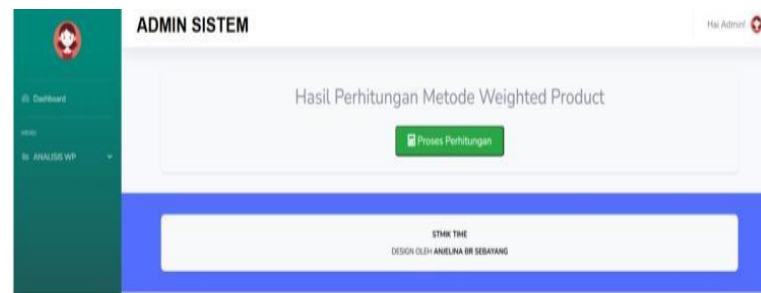 ADMIN SISTEM
Hai Admin!
Dashboard
MENU
ANALISIS WP
Hasil Perhitungan Metode Weighted Product
Proses Perhitungan
STMIK TIME
DESIGN OLEH ANJELINA BR SEBAYANG